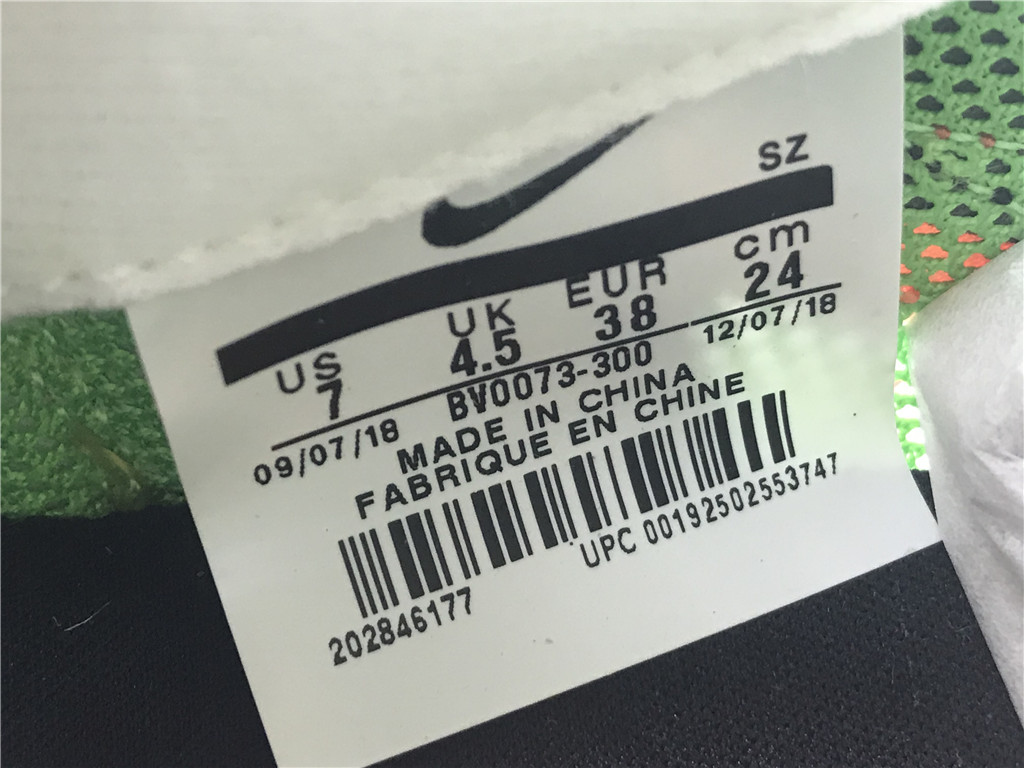 SZ
US UK EUR cm
7 4.5 38 24
09/07/18 BV0073-300 12/07/18
MADE IN CHINA
FABRIQUE EN CHINE
UPC 00192502553747
202846177